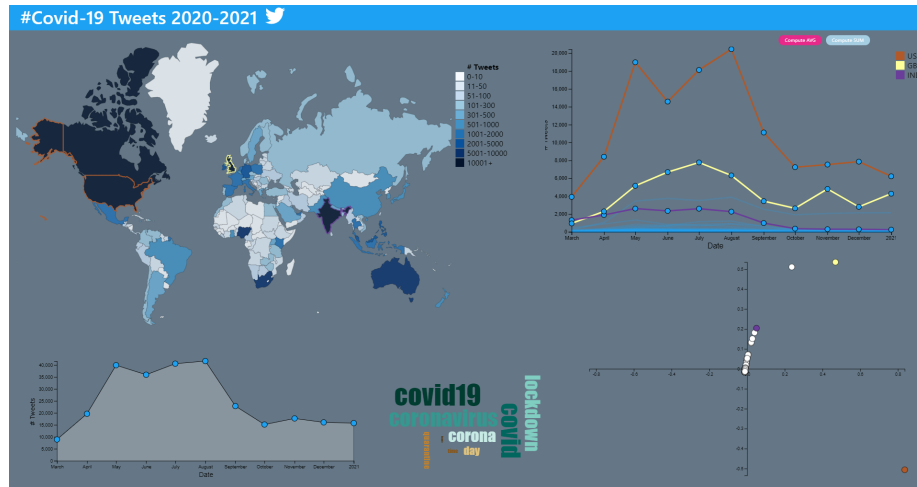 #Covid-19 Tweets 2020-2021
Compute AVG
Compute SUM
# Tweets
0-10
11-50
51-100
101-300
301-500
501-1000
1001-2000
2001-5000
5001-10000
10001+
20,000
18,000
16,000
14,000
12,000
10,000
8,000
6,000
4,000
2,000
0
March April May June July August September October November December 2021
Date
US
GB
IN
40,000
35,000
30,000
25,000
20,000
15,000
10,000
5,000
0
# Tweets
March April May June July August September October November December 2021
Date
covid19
coronavirus
corona
day
covid
lockdown